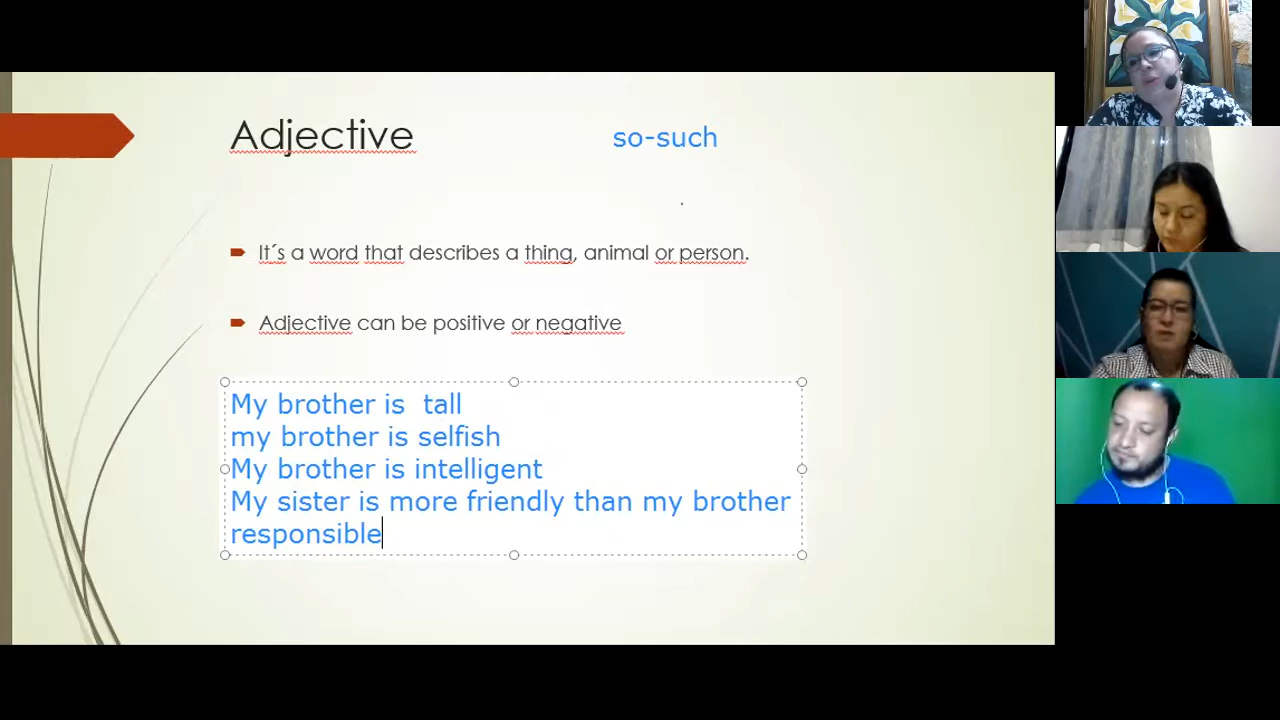 Adjective
so-such
It´s a word that describes a thing, animal or person.
Adjective can be positive or negative
My brother is  tall
my brother is selfish
My brother is intelligent
My sister is more friendly than my brother
responsible